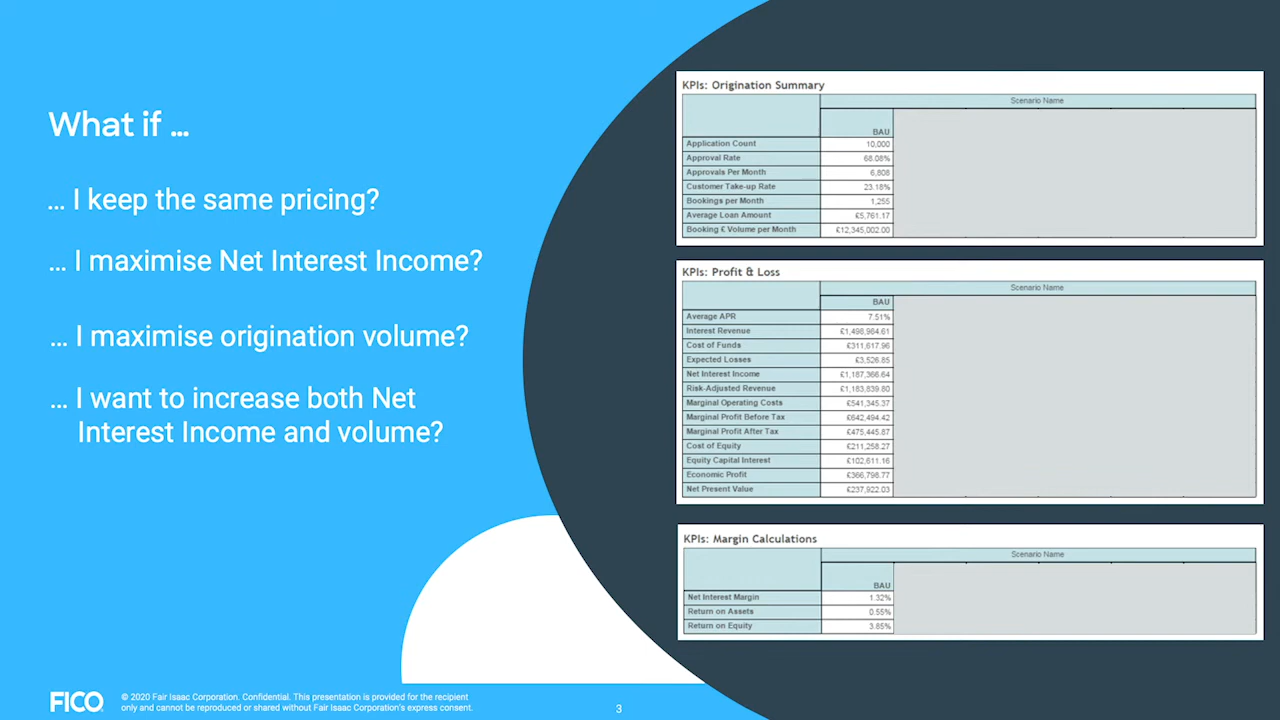 What if ...
... I keep the same pricing?
... I maximise Net Interest Income?
... I maximise origination volume?
... I want to increase both Net
Interest Income and volume?
KPIs: Origination Summary
Scenario Name
BAU
Application Count 10,000
Approval Rate 68.08%
Approvals Per Month 6,808
Customer Take-up Rate 23.18%
Bookings per Month 1,255
Average Loan Amount £5,761.17
Booking £ Volume per Month £12,345,002.00
KPIs: Profit & Loss
Scenario Name
BAU
Average APR 7.51%
Interest Revenue £1,498,964.61
Cost of Funds £311,617.96
Expected Losses £3,526.85
Net Interest Income £1,187,366.64
Risk-Adjusted Revenue £1,183,839.80
Marginal Operating Costs £541,345.37
Marginal Profit Before Tax £642,494.42
Marginal Profit After Tax £475,445.87
Cost of Equity £211,258.27
Equity Capital Interest £102,611.16
Economic Profit £366,798.77
Net Present Value £237,922.03
KPIs: Margin Calculations
Scenario Name
BAU
Net Interest Margin 1.32%
Return on Assets 0.55%
Return on Equity 3.85%
FICO
© 2020 Fair Isaac Corporation. Confidential. This presentation is provided for the recipient
only and cannot be reproduced or shared without Fair Isaac Corporation's express consent.
3